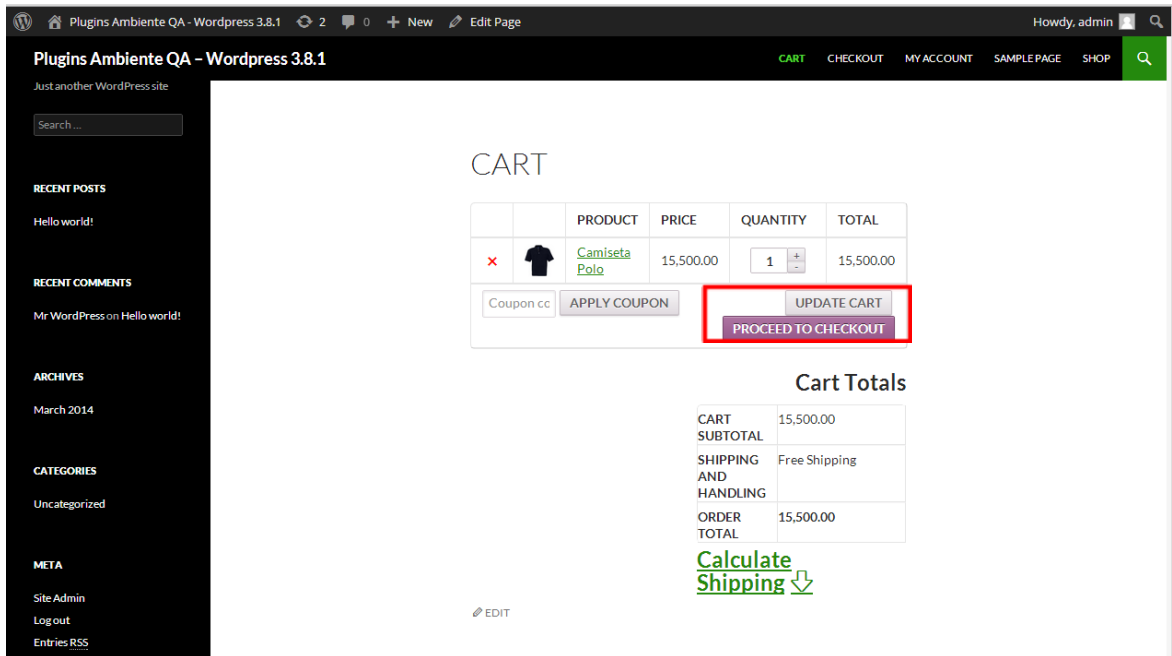 Plugins Ambiente QA - Wordpress 3.8.1 2 0 + New Edit Page Howdy, admin
Plugins Ambiente QA – Wordpress 3.8.1 CART CHECKOUT MY ACCOUNT SAMPLE PAGE SHOP
Just another WordPress site
Search ...
RECENT POSTS
Hello world!
RECENT COMMENTS
Mr WordPress on Hello world!
ARCHIVES
March 2014
CATEGORIES
Uncategorized
META
Site Admin
Log out
Entries RSS
CART
PRODUCT PRICE QUANTITY TOTAL
× Camiseta
Polo
15,500.00 1 + - 15,500.00
Coupon cc APPLY COUPON UPDATE CART
PROCEED TO CHECKOUT
Cart Totals
CART
SUBTOTAL
15,500.00
SHIPPING
AND
HANDLING
Free Shipping
ORDER
TOTAL
15,500.00
Calculate
Shipping
EDIT